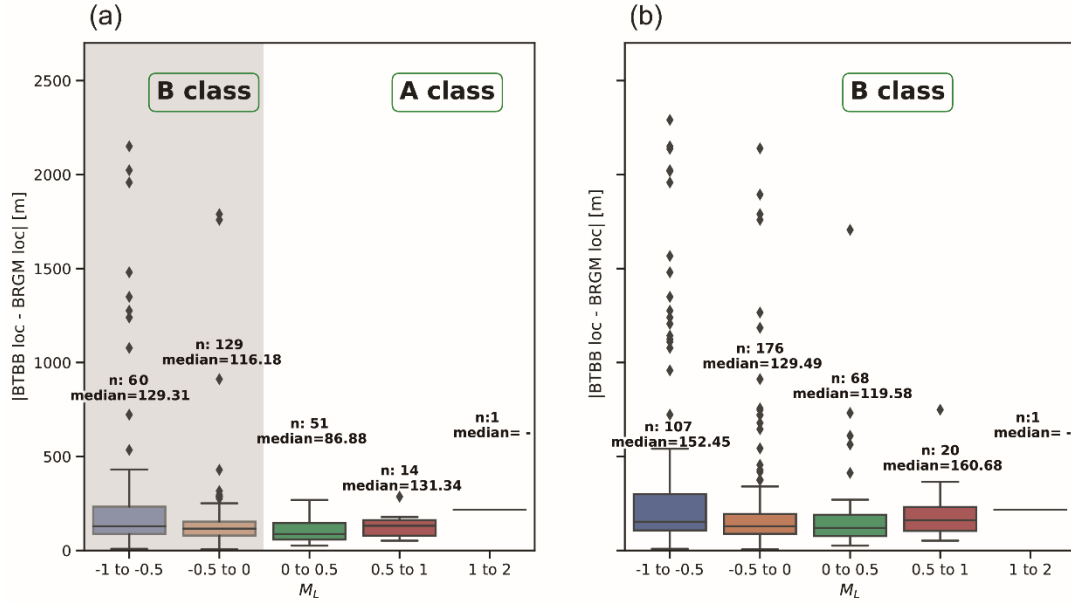 (a)
B class
A class
|BTBB loc - BRGM loc| [m]
2500
2000
1500
1000
500
0
n: 60
median=129.31
n: 129
median=116.18
n: 51
median=86.88
n: 14
median=131.34
n:1
median= -
-1 to -0.5
-0.5 to 0
0 to 0.5
0.5 to 1
1 to 2
M_L
(b)
B class
|BTBB loc - BRGM loc| [m]
n: 107
median=152.45
n: 176
median=129.49
n: 68
median=119.58
n: 20
median=160.68
n:1
median= -
-1 to -0.5
-0.5 to 0
0 to 0.5
0.5 to 1
1 to 2
M_L